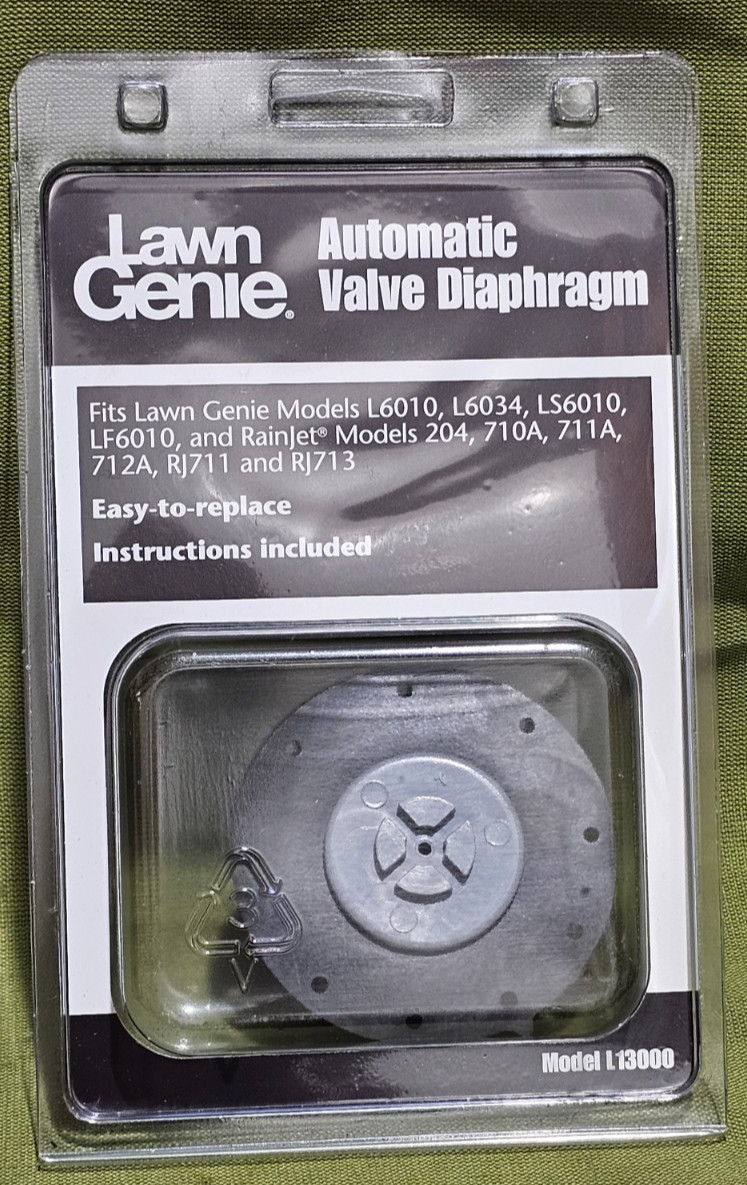 Lawn
Genie®
Automatic
Valve Diaphragm
Fits Lawn Genie Models L6010, L6034, LS6010,
LF6010, and RainJet® Models 204, 710A, 711A,
712A, RJ711 and RJ713
Easy-to-replace
Instructions included
3
V
Model L13000